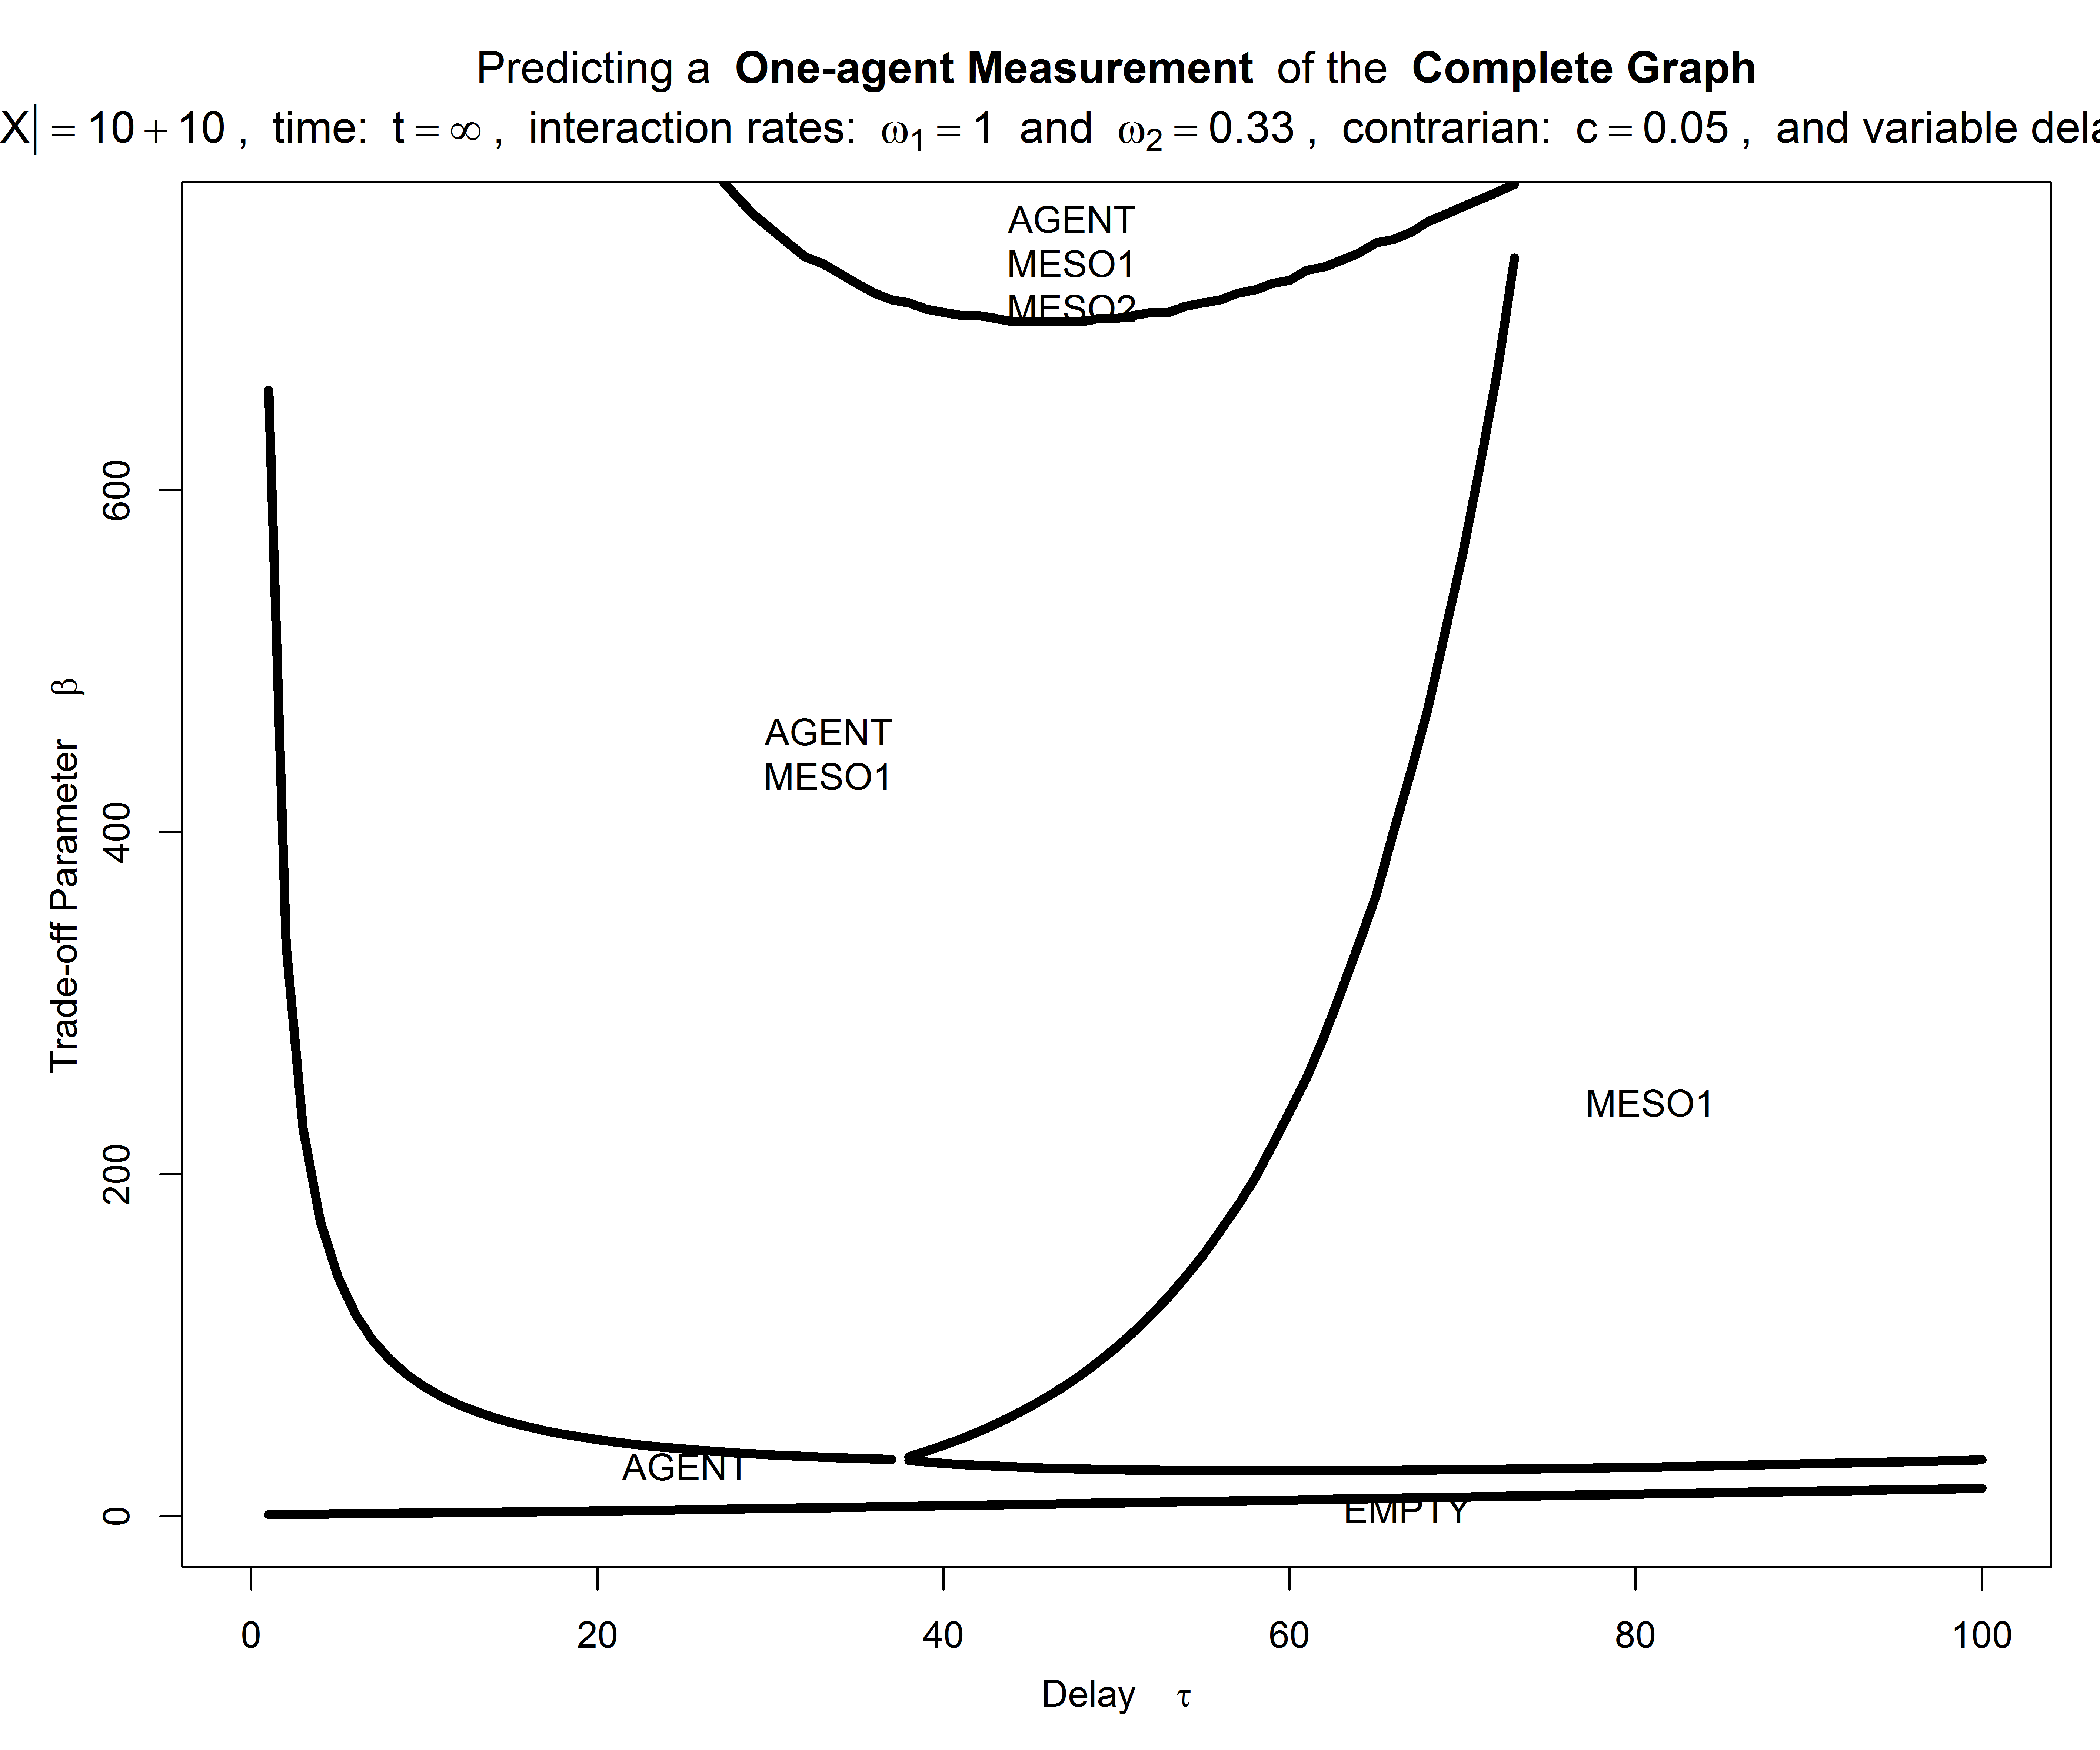 Predicting a One-agent Measurement of the Complete Graph
X| = 10 + 10 , time: t = ∞ , interaction rates: ω₁ = 1 and ω₂ = 0.33 , contrarian: c = 0.05 , and variable dela
AGENT
MESO1
MESO2
AGENT
MESO1
MESO1
AGENT
EMPTY
Trade-off Parameter β
600
400
200
0
0 20 40 60 80 100
Delay τ